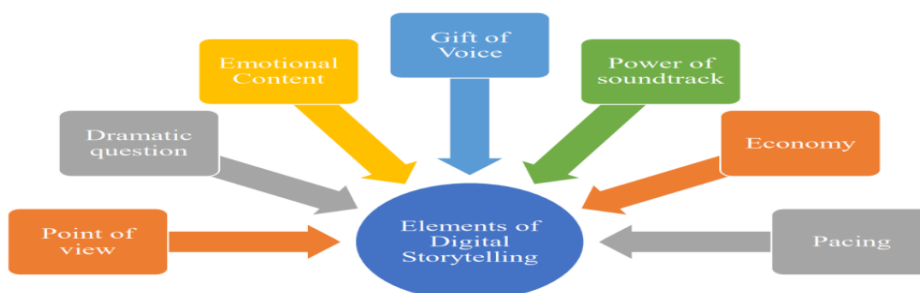 Gift of
Voice
Emotional
Content
Power of
soundtrack
Dramatic
question
Economy
Point of
view
Elements of
Digital
Storytelling
Pacing